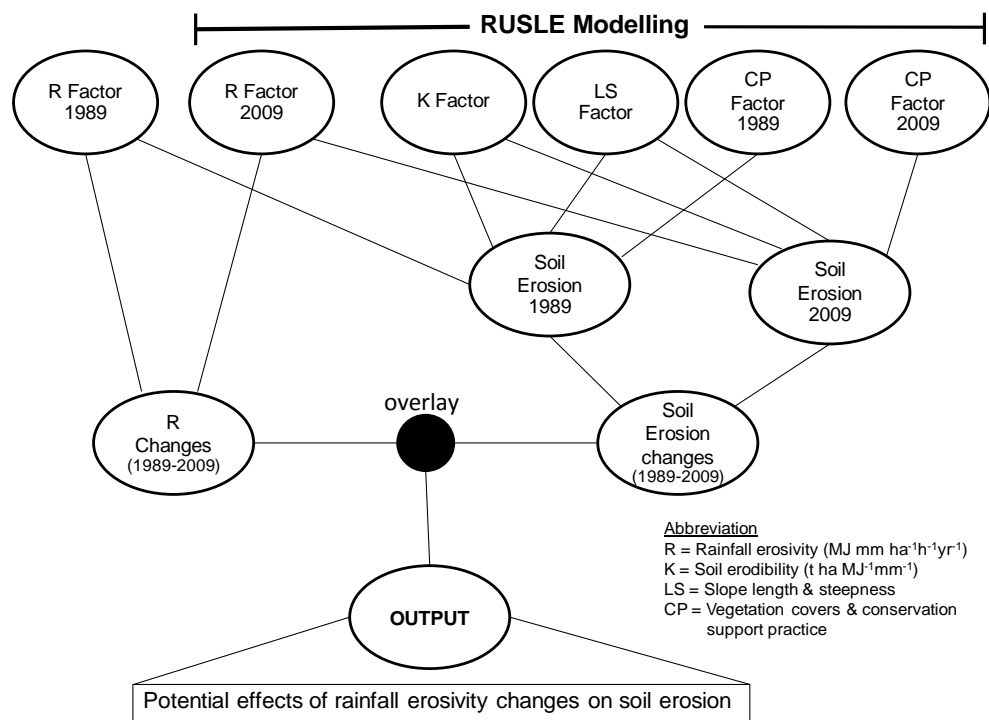 RUSLE Modelling
R Factor
1989
R Factor
2009
K Factor
LS
Factor
CP
Factor
1989
CP
Factor
2009
Soil
Erosion
1989
Soil
Erosion
2009
R
Changes
(1989-2009)
overlay
Soil
Erosion
changes
(1989-2009)
Abbreviation
R = Rainfall erosivity (MJ mm ha⁻¹h⁻¹yr⁻¹)
K = Soil erodibility (t ha MJ⁻¹mm⁻¹)
LS = Slope length & steepness
CP = Vegetation covers & conservation
support practice
OUTPUT
Potential effects of rainfall erosivity changes on soil erosion